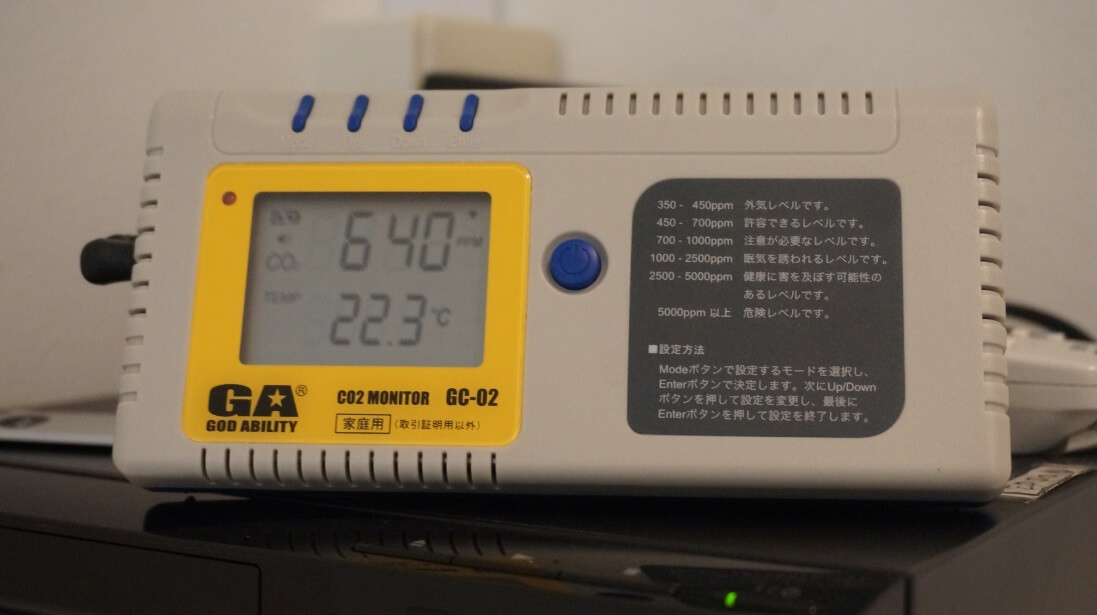 640 PPM
CO₂
TEMP
22.3 ℃
GA®
GOD ABILITY
CO2 MONITOR GC-02
家庭用 (取引証明用以外)
350 - 450ppm 外気レベルです。
450 - 700ppm 許容できるレベルです。
700 - 1000ppm 注意が必要なレベルです。
1000 - 2500ppm 眠気を誘われるレベルです。
2500 - 5000ppm 健康に害を及ぼす可能性の
あるレベルです。
5000ppm 以上 危険レベルです。
■設定方法
Modeボタンで設定するモードを選択し、
Enterボタンで決定します。次にUp/Down
ボタンを押して設定を変更し、最後に
Enterボタンを押して設定を終了します。